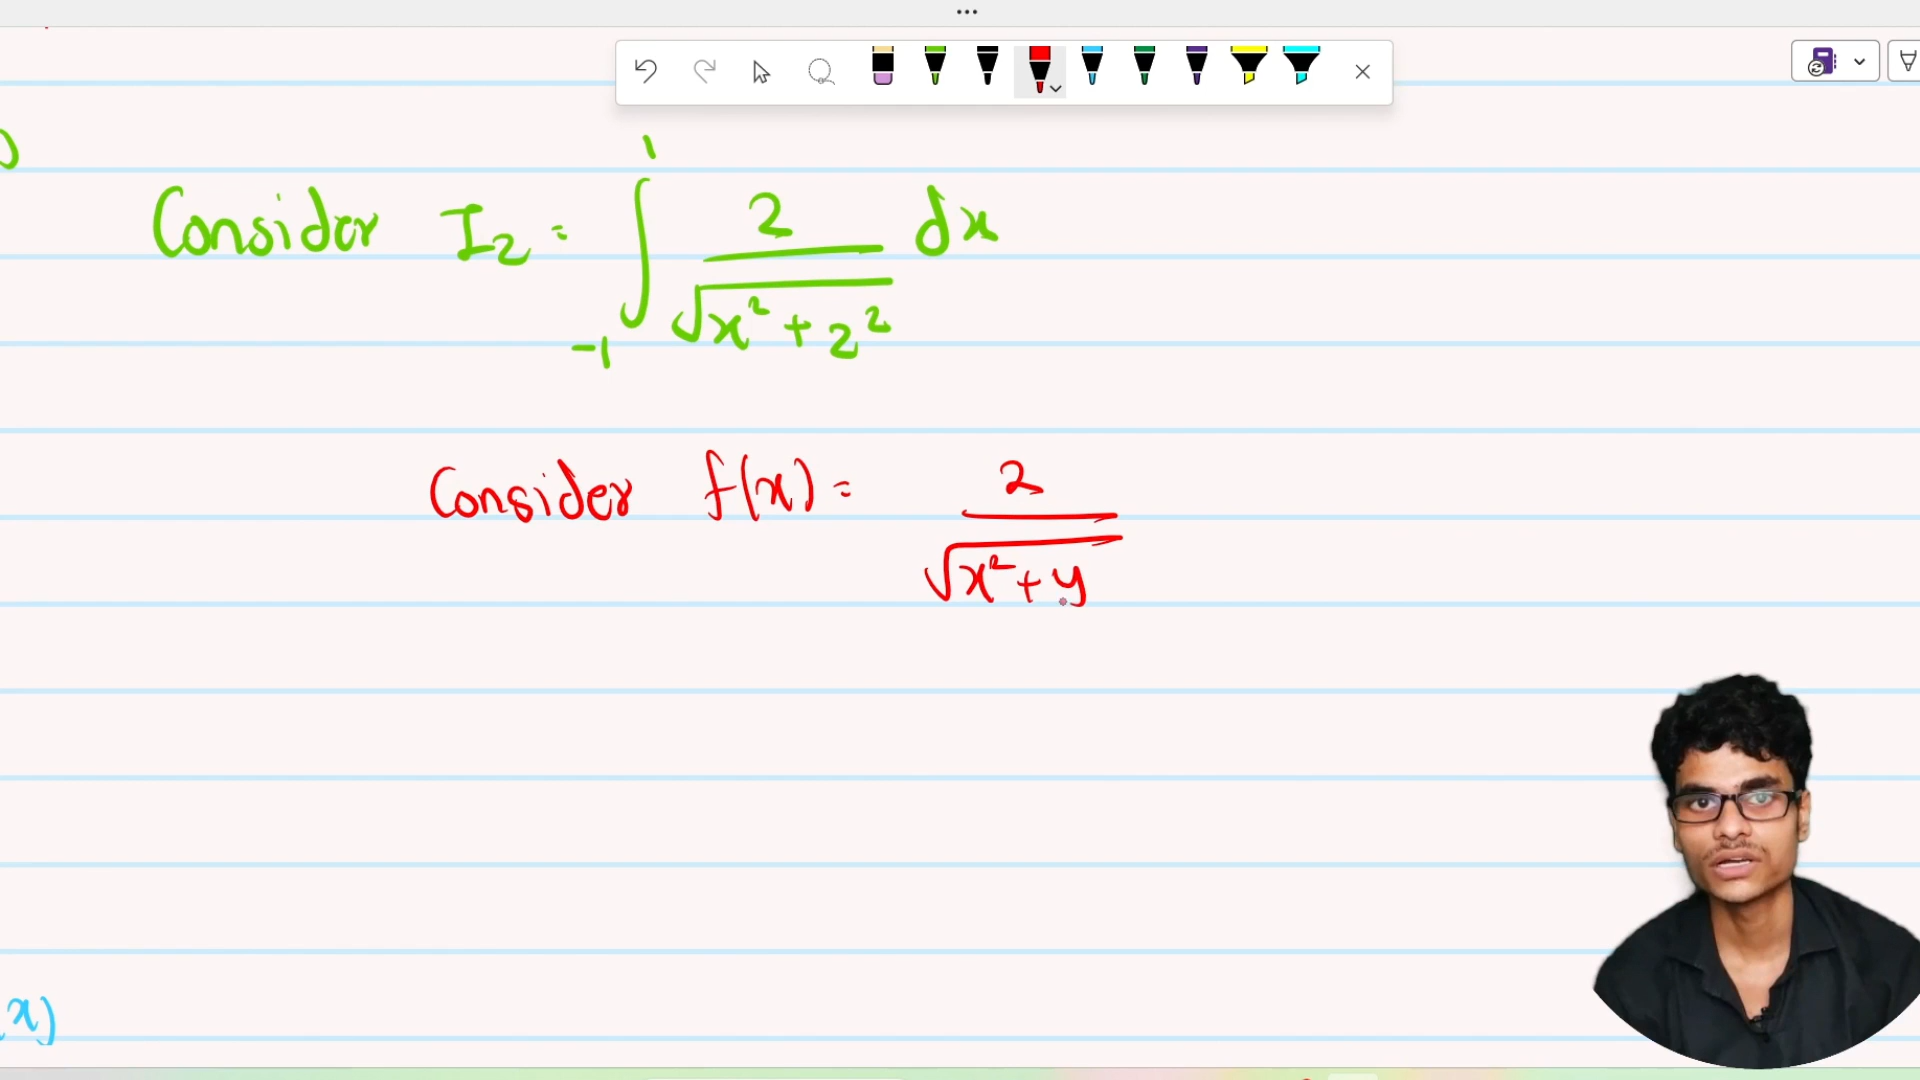 Consider I₂ = ∫₋₁¹ 2/√(x² + 2²) dx
Consider f(x) = 2/√(x² + y
x)